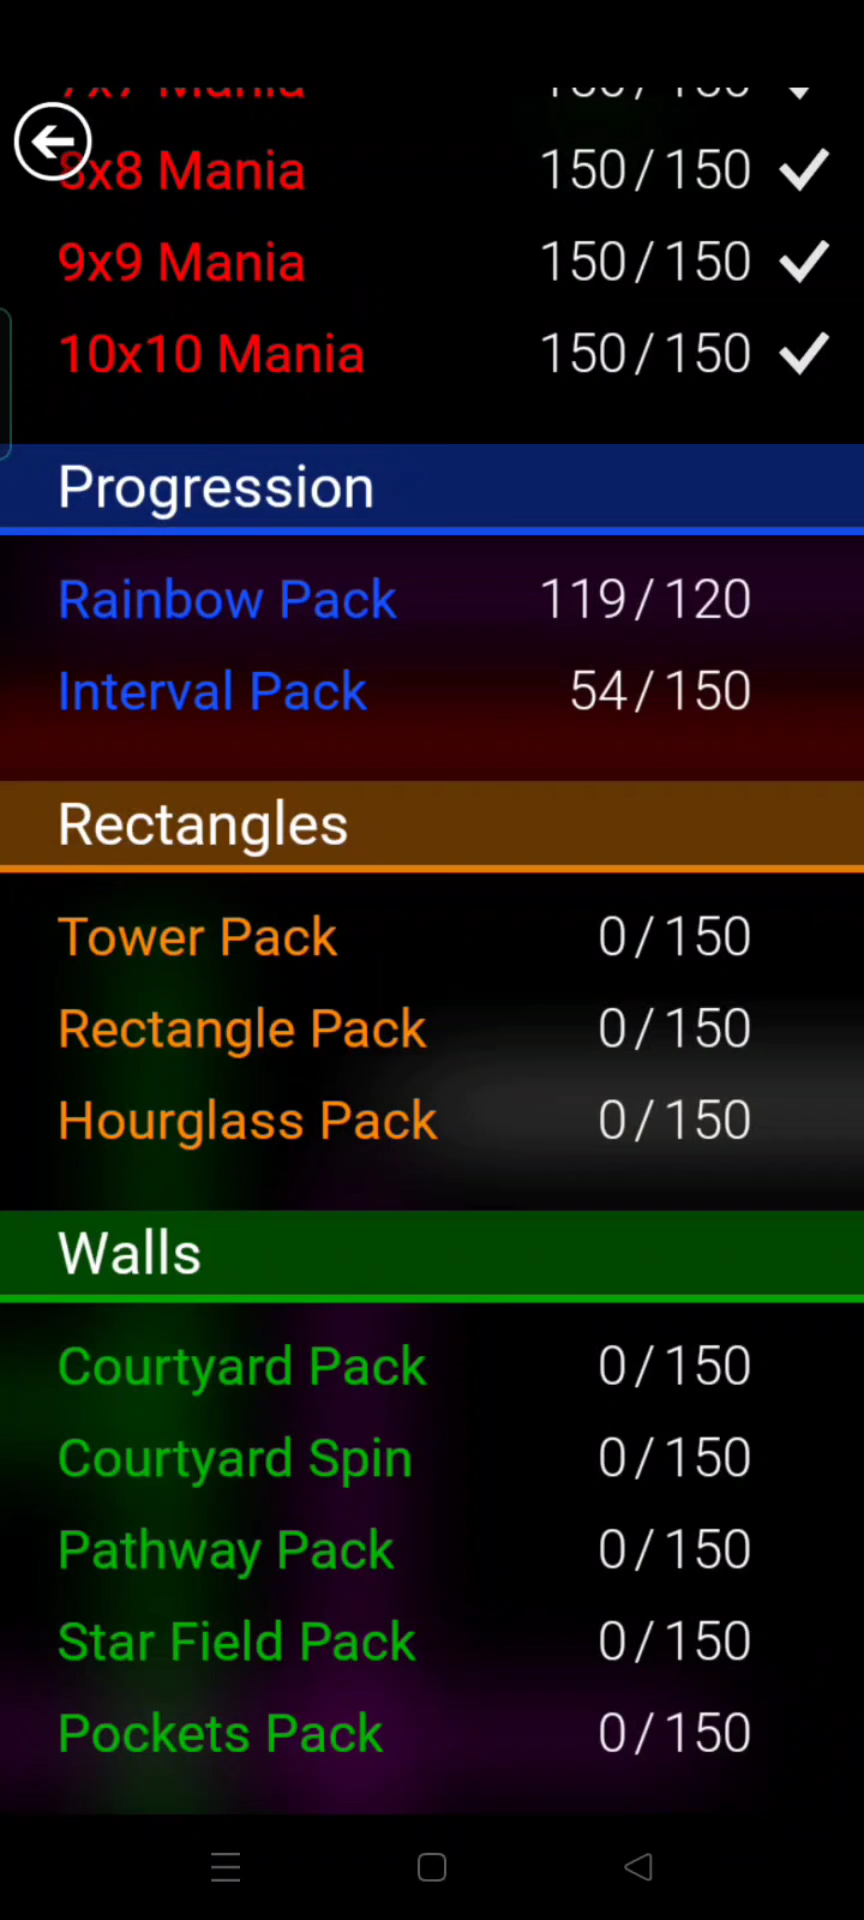 8x8 Mania 150/150
9x9 Mania 150/150
10x10 Mania 150/150
Progression
Rainbow Pack 119/120
Interval Pack 54/150
Rectangles
Tower Pack 0/150
Rectangle Pack 0/150
Hourglass Pack 0/150
Walls
Courtyard Pack 0/150
Courtyard Spin 0/150
Pathway Pack 0/150
Star Field Pack 0/150
Pockets Pack 0/150